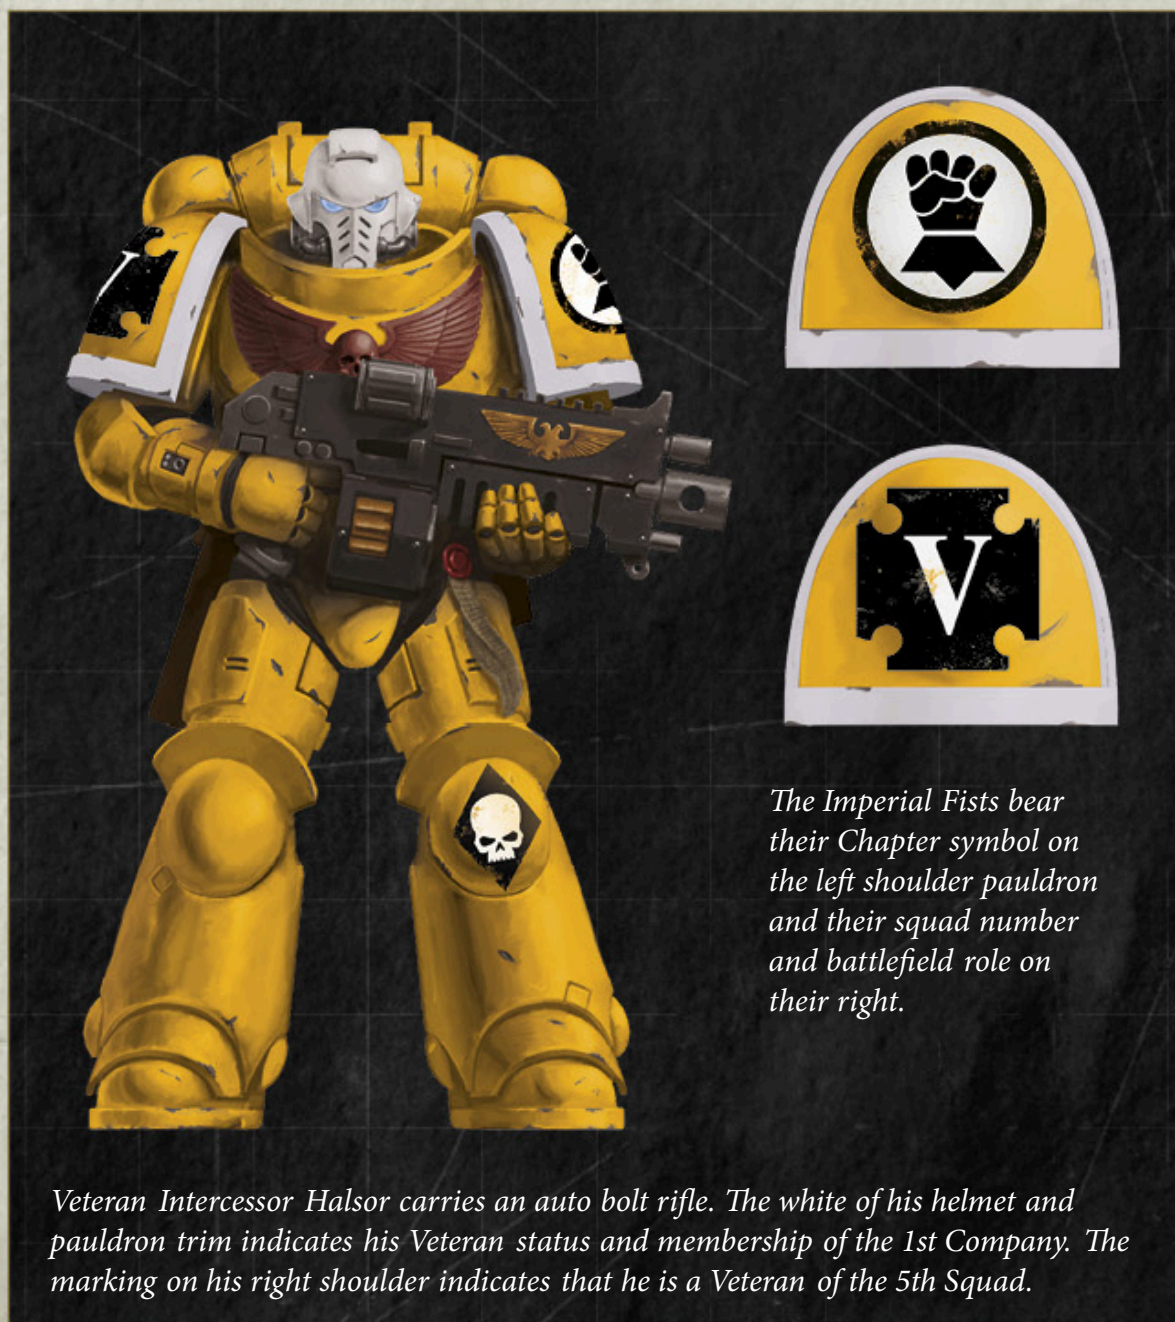 V
The Imperial Fists bear
their Chapter symbol on
the left shoulder pauldron
and their squad number
and battlefield role on
their right.
Veteran Intercessor Halsor carries an auto bolt rifle. The white of his helmet and
pauldron trim indicates his Veteran status and membership of the 1st Company. The
marking on his right shoulder indicates that he is a Veteran of the 5th Squad.